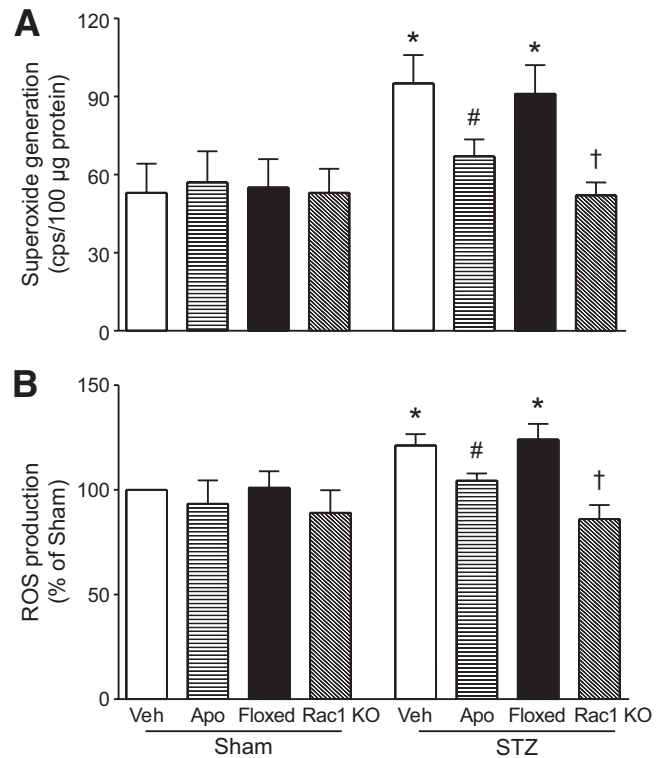 A
Superoxide generation
(cps/100 µg protein)
120
90
60
30
0
*
#
*
†
B
ROS production
(% of Sham)
150
100
50
0
*
#
*
†
Veh Apo Floxed Rac1 KO Veh Apo Floxed Rac1 KO
Sham STZ